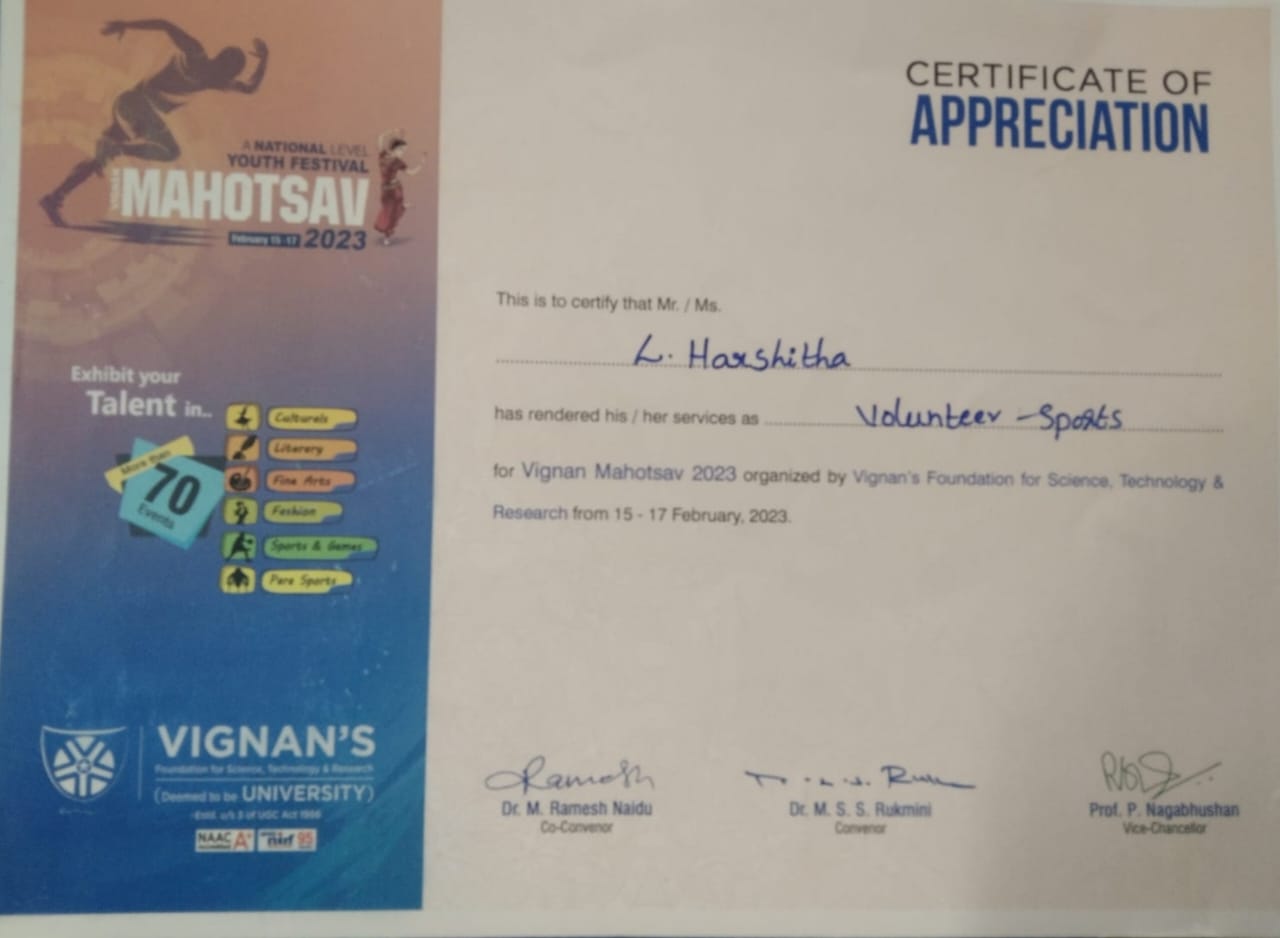 A NATIONAL LEVEL
YOUTH FESTIVAL
VIGNAN
MAHOTSAV
February 15-17 2023
Exhibit your
Talent in..
More than
70
Events
Culturals
Literary
Fine Arts
Fashion
Sports & Games
Para Sports
VIGNAN'S
Foundation for Science, Technology & Research
(Deemed to be UNIVERSITY)
-Estd. u/s 3 of UGC Act 1956
NAAC A+
nirf 95
CERTIFICATE OF
APPRECIATION
This is to certify that Mr. / Ms.
L. Harshitha
has rendered his / her services as Volunteer - Sports
for Vignan Mahotsav 2023 organized by Vignan's Foundation for Science, Technology &
Research from 15 - 17 February, 2023.
Ramesh
Dr. M. Ramesh Naidu
Co-Convenor
Dr. M. S. S. Rukmini
Convenor
Prof. P. Nagabhushan
Vice-Chancellor